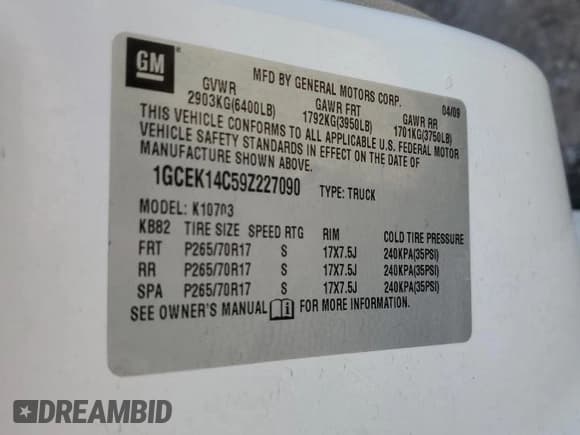 GM
MFD BY GENERAL MOTORS CORP. 04/09
GVWR GAWR FRT GAWR RR
2903KG(6400LB) 1792KG(3950LB) 1701KG(3750LB)
THIS VEHICLE CONFORMS TO ALL APPLICABLE U.S. FEDERAL MOTOR
VEHICLE SAFETY STANDARDS IN EFFECT ON THE DATE OF
MANUFACTURE SHOWN ABOVE.
1GCEK14C59Z227090 TYPE: TRUCK
MODEL: K10703
KB82 TIRE SIZE SPEED RTG RIM COLD TIRE PRESSURE
FRT P265/70R17 S 17X7.5J 240KPA(35PSI)
RR P265/70R17 S 17X7.5J 240KPA(35PSI)
SPA P265/70R17 S 17X7.5J 240KPA(35PSI)
SEE OWNER'S MANUAL FOR MORE INFORMATION.
DREAMBID